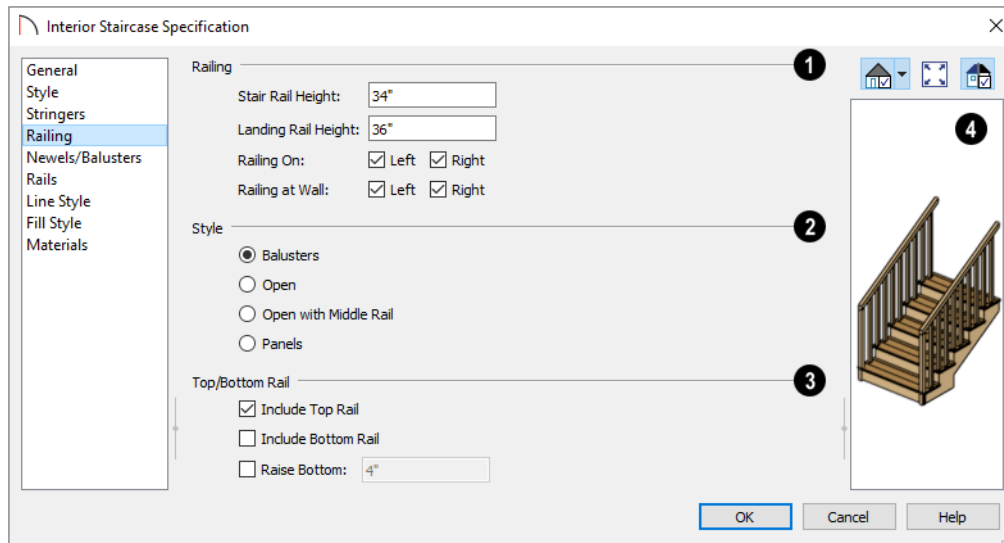 Interior Staircase Specification
General
Style
Stringers
Railing
Newels/Balusters
Rails
Line Style
Fill Style
Materials
Railing
1
Stair Rail Height: 34"
Landing Rail Height: 36"
Railing On: Left Right
Railing at Wall: Left Right
Style
2
Balusters
Open
Open with Middle Rail
Panels
Top/Bottom Rail
3
Include Top Rail
Include Bottom Rail
Raise Bottom: 4"
4
OK Cancel Help